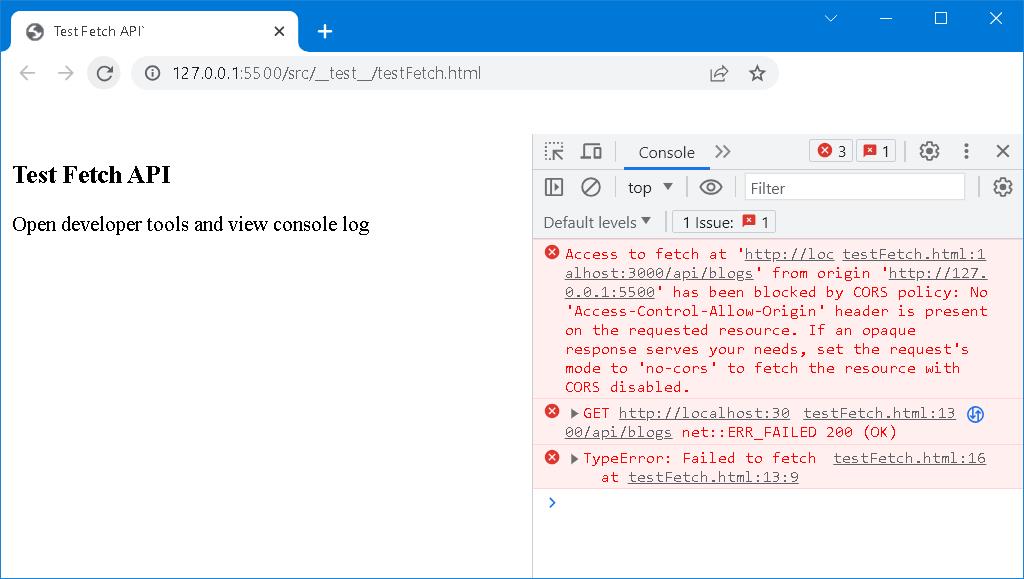 Test Fetch API`
127.0.0.1:5500/src/__test__/testFetch.html
Test Fetch API
Open developer tools and view console log
Console
3
1
top
Filter
Default levels
1 Issue: 1
Access to fetch at 'http://loc testFetch.html:1
alhost:3000/api/blogs' from origin 'http://127.
0.0.1:5500' has been blocked by CORS policy: No
'Access-Control-Allow-Origin' header is present
on the requested resource. If an opaque
response serves your needs, set the request's
mode to 'no-cors' to fetch the resource with
CORS disabled.
GET http://localhost:30 testFetch.html:13
00/api/blogs net::ERR_FAILED 200 (OK)
TypeError: Failed to fetch testFetch.html:16
at testFetch.html:13:9